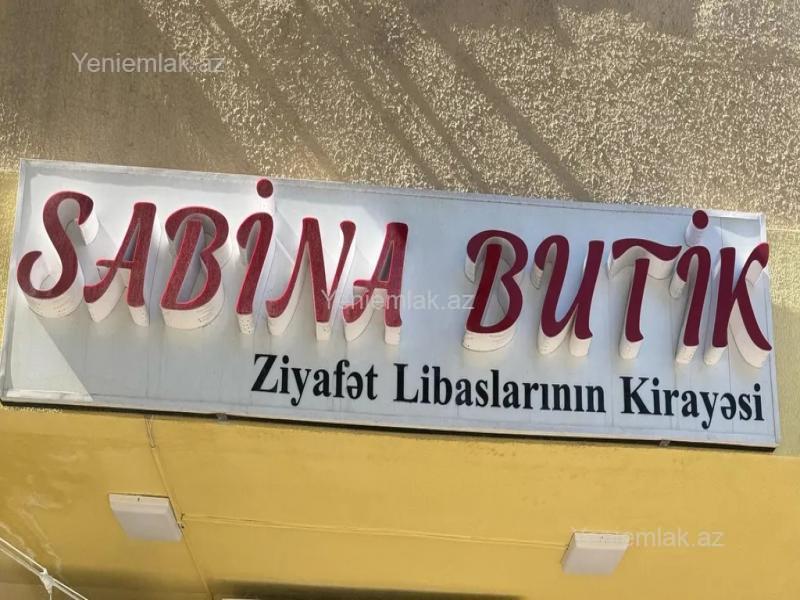 Yeniemlak.az
SABİNA BUTİK
Yeniemlak.az
Ziyafət Libaslarının Kirayəsi
Yeniemlak.az